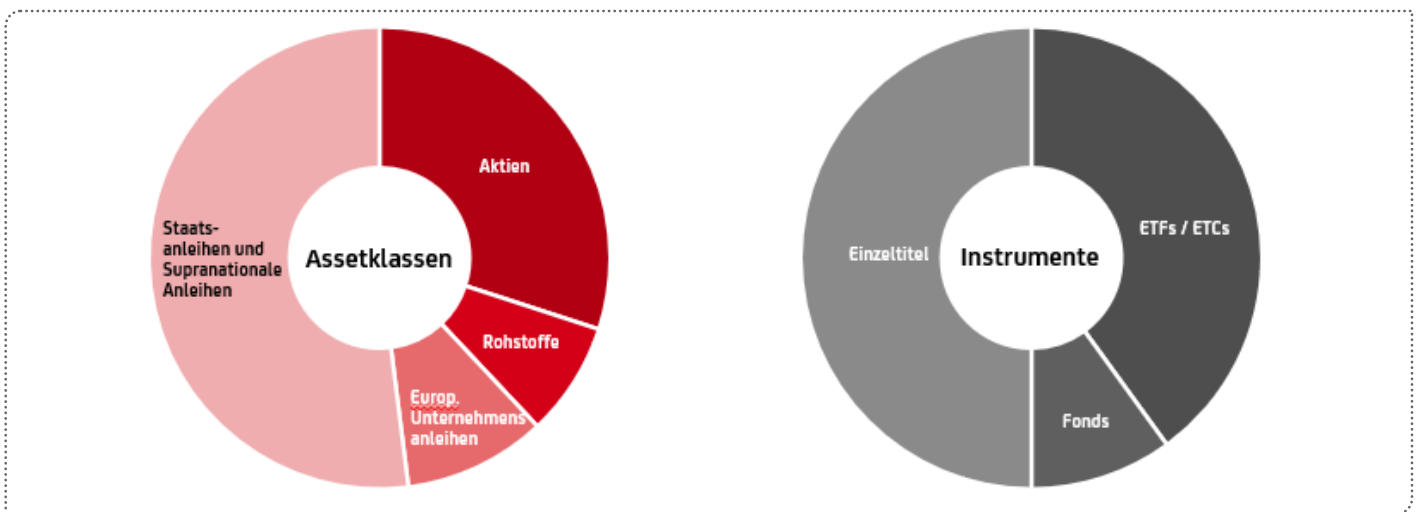 Aktien
Rohstoffe
Europ.
Unternehmens
anleihen
Staats-
anleihen und
Supranationale
Anleihen
Assetklassen
ETFs / ETCs
Fonds
Einzeltitel
Instrumente